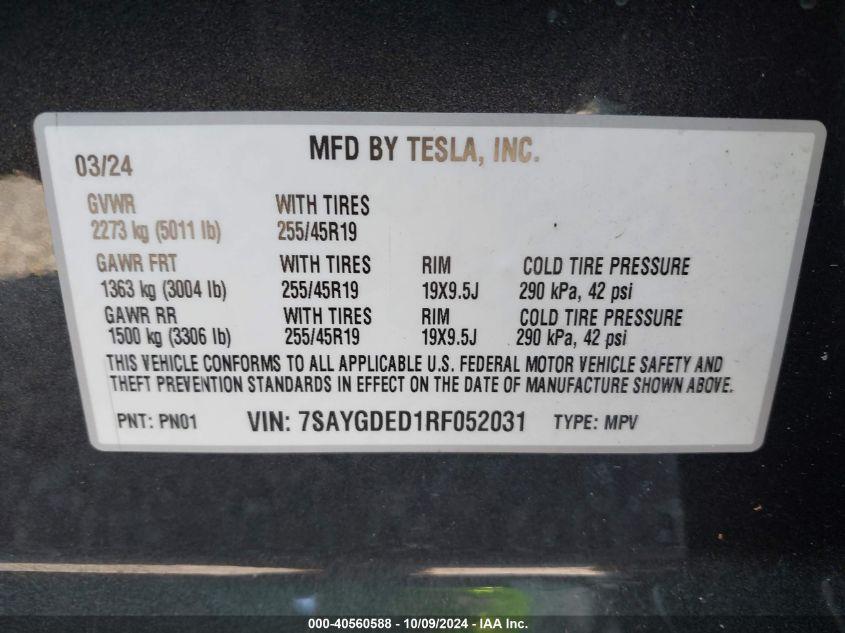 MFD BY TESLA, INC.
03/24
GVWR WITH TIRES
2273 kg (5011 lb) 255/45R19
GAWR FRT WITH TIRES RIM COLD TIRE PRESSURE
1363 kg (3004 lb) 255/45R19 19X9.5J 290 kPa, 42 psi
GAWR RR WITH TIRES RIM COLD TIRE PRESSURE
1500 kg (3306 lb) 255/45R19 19X9.5J 290 kPa, 42 psi
THIS VEHICLE CONFORMS TO ALL APPLICABLE U.S. FEDERAL MOTOR VEHICLE SAFETY AND
THEFT PREVENTION STANDARDS IN EFFECT ON THE DATE OF MANUFACTURE SHOWN ABOVE.
PNT: PN01 VIN: 7SAYGDED1RF052031 TYPE: MPV
000-40560588 - 10/09/2024 - IAA Inc.